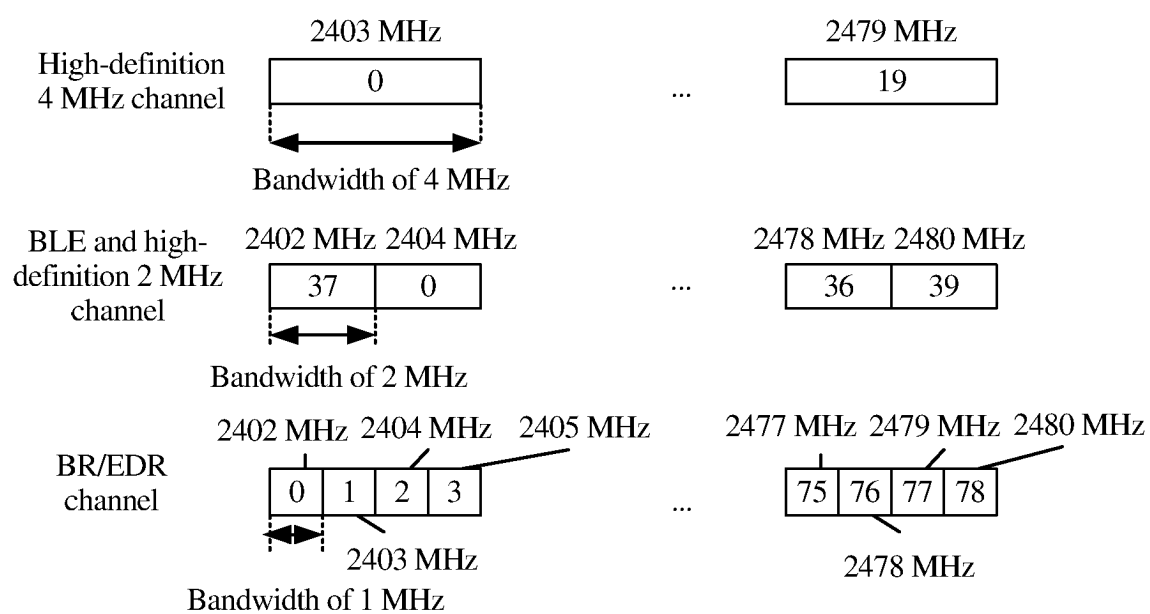 2403 MHz 2479 MHz
High-definition
4 MHz channel
0 ... 19
Bandwidth of 4 MHz
BLE and high-
definition 2 MHz
channel
2402 MHz 2404 MHz 2478 MHz 2480 MHz
37 0 ... 36 39
Bandwidth of 2 MHz
2402 MHz 2404 MHz 2405 MHz 2477 MHz 2479 MHz 2480 MHz
BR/EDR
channel
0 1 2 3 ... 75 76 77 78
2403 MHz 2478 MHz
Bandwidth of 1 MHz